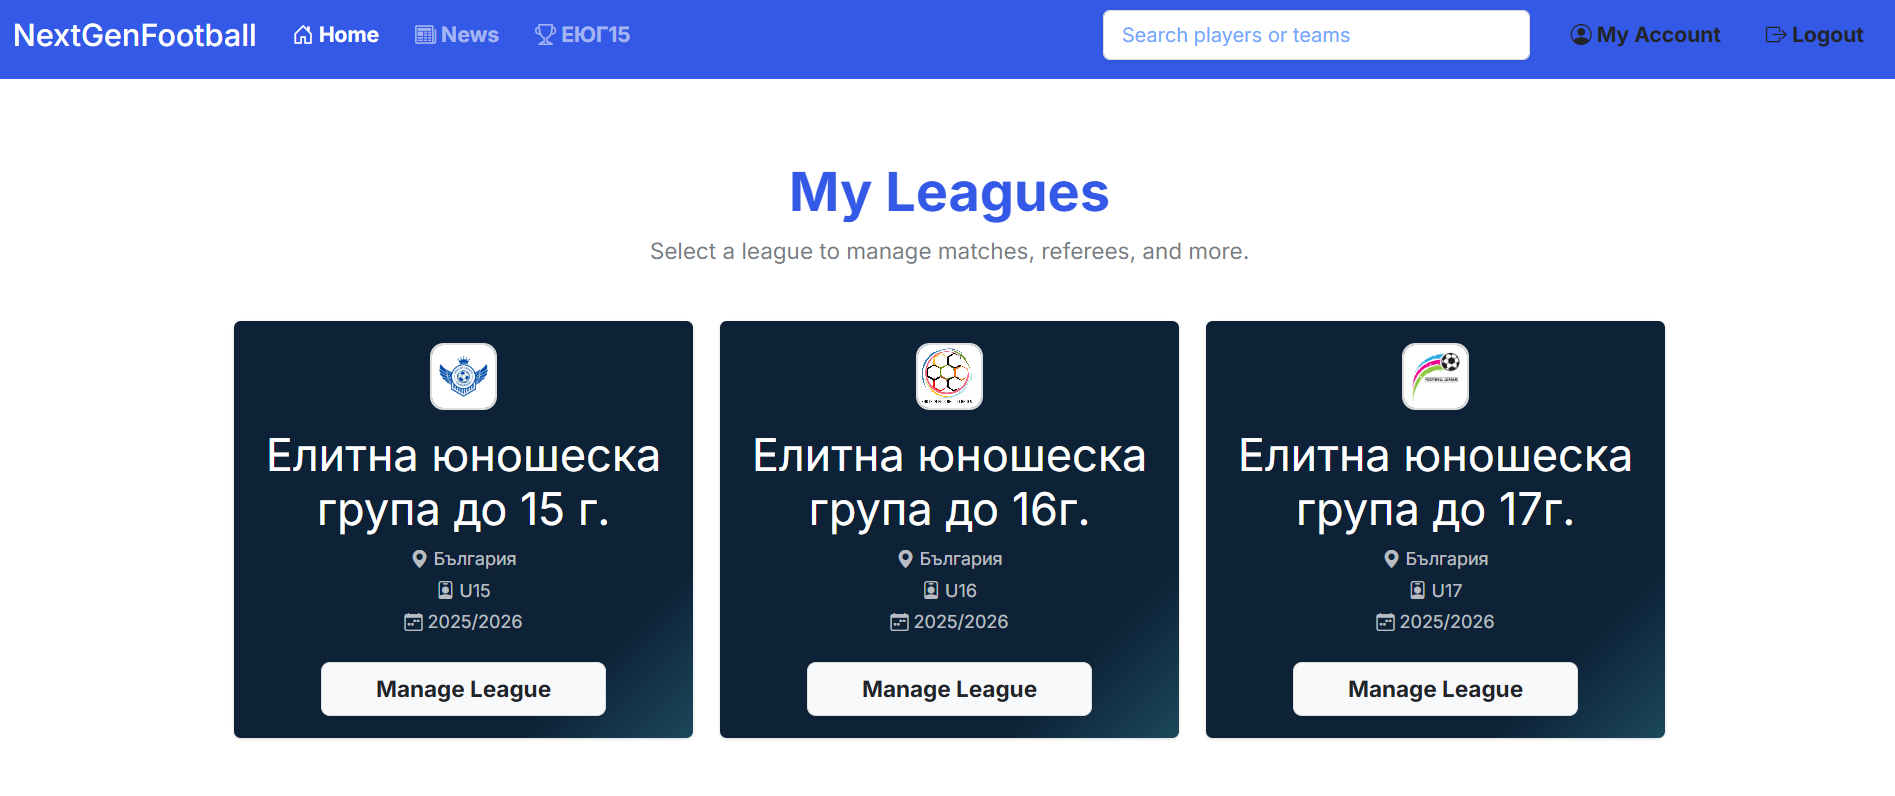 NextGenFootball Home News ЕЮГ15 Search players or teams My Account Logout
My Leagues
Select a league to manage matches, referees, and more.
Елитна юношеска
група до 15 г.
България
U15
2025/2026
Manage League
Елитна юношеска
група до 16г.
България
U16
2025/2026
Manage League
FOOTBALL LEAGUE
Елитна юношеска
група до 17г.
България
U17
2025/2026
Manage League